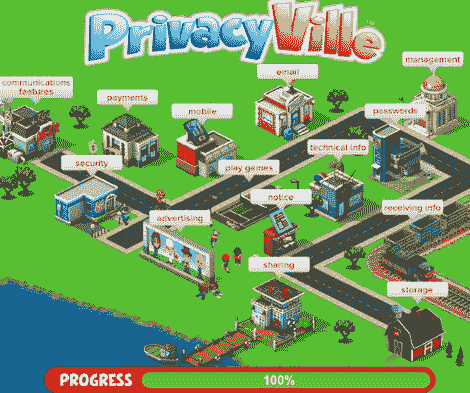 PrivacyVille
management
email
communications
features
payments
mobile
passwords
technical info
security
play games
notice
receiving info
advertising
sharing
storage
PROGRESS 100%